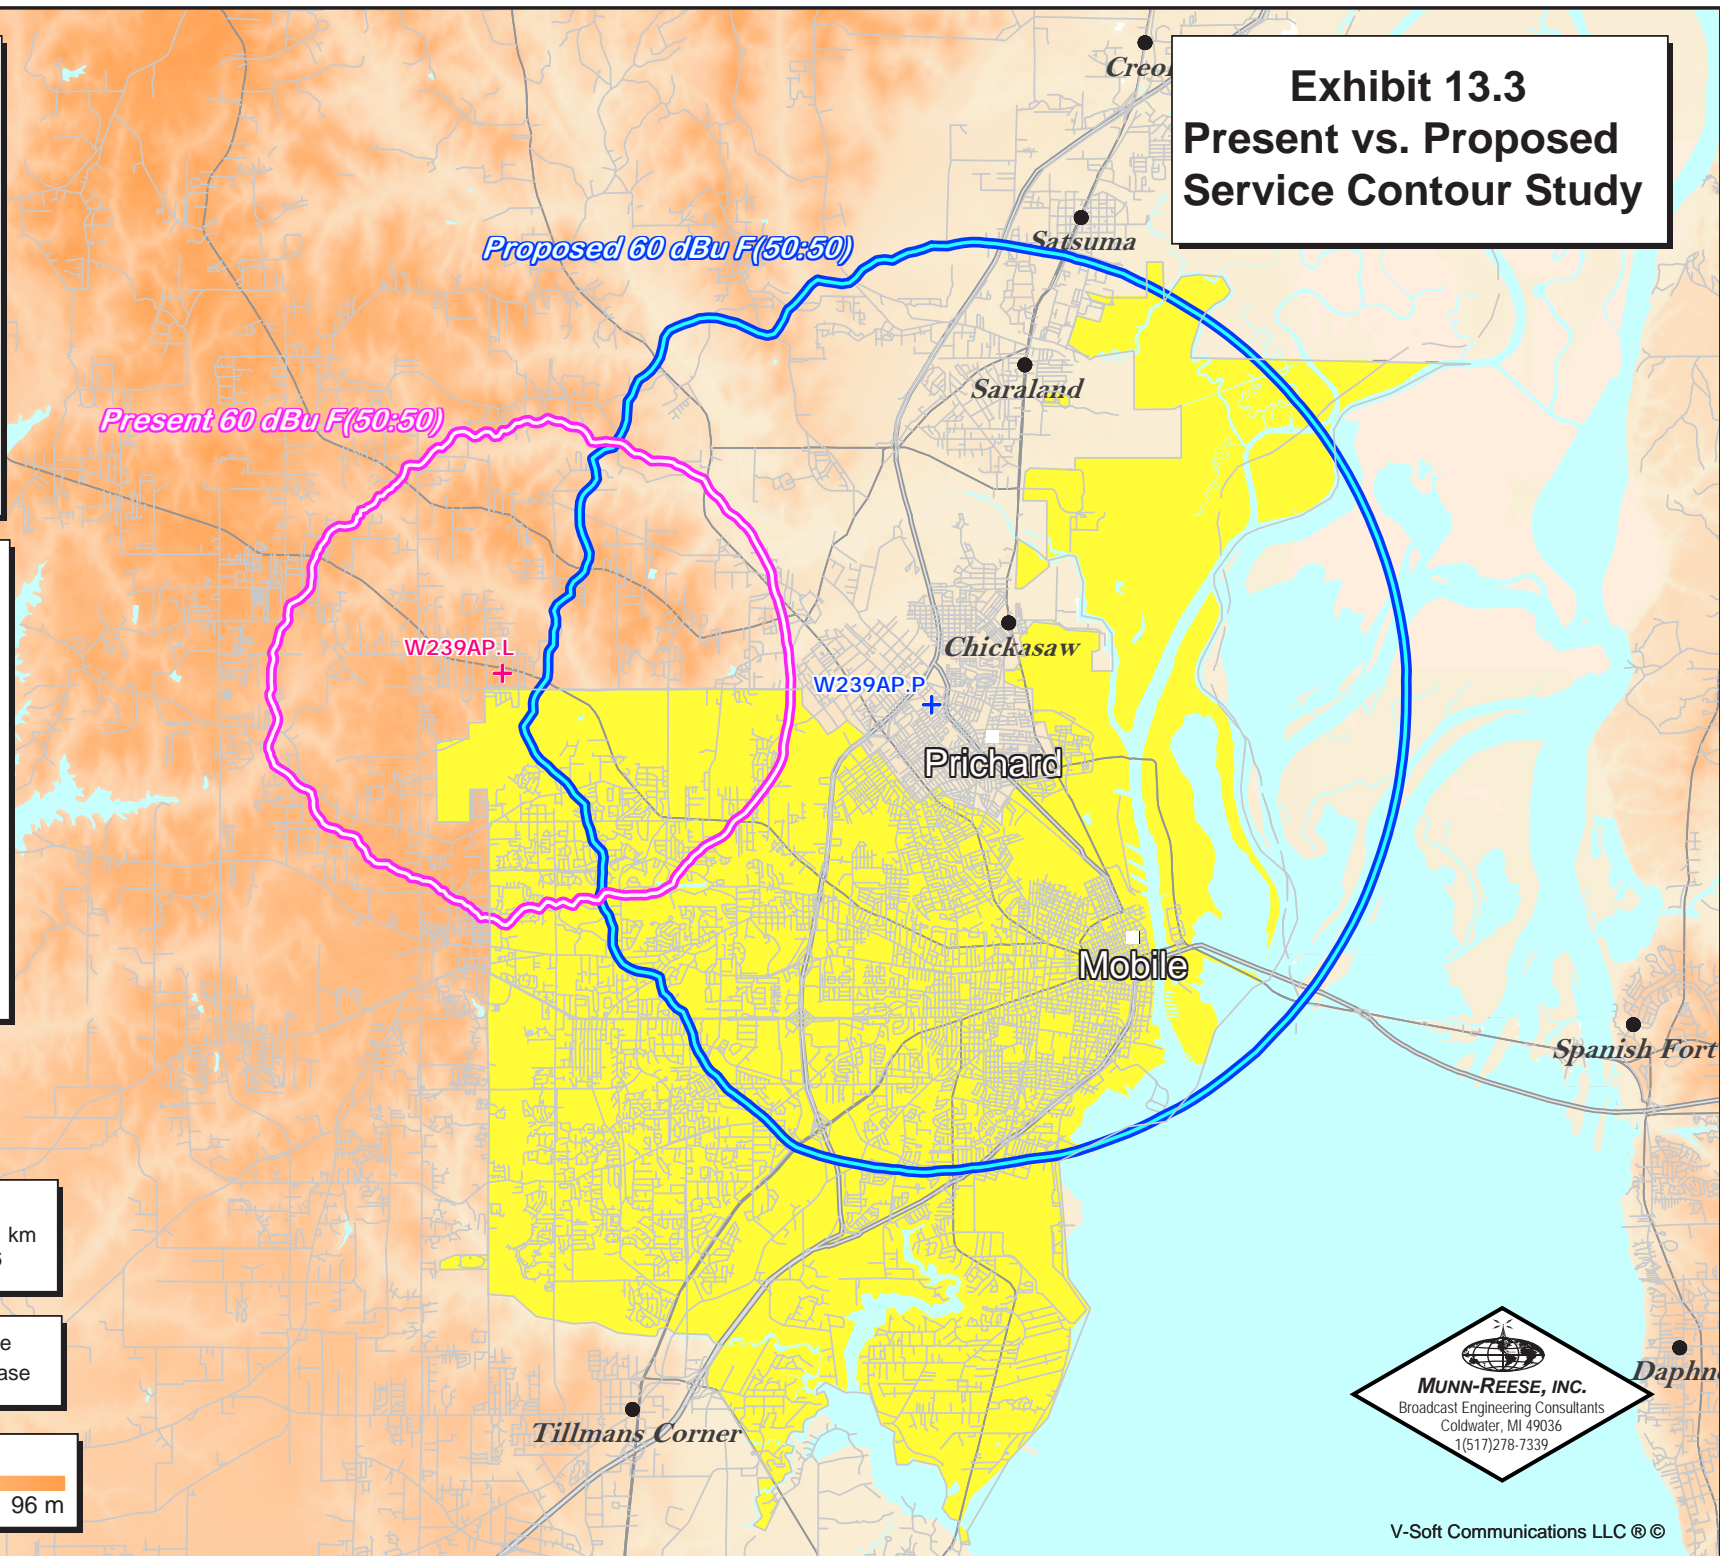 Exhibit 13.3
Present vs. Proposed
Service Contour Study
Satsuma
Proposed 60 dBu F(50:50)
Saraland
Present 60 dBu F(50:50)
Chickasaw
W239AP.L
W239AP.P
Prichard
Mobile
Spanish Fort
km
96 m
Tillmans Corner
MUNN-REESE, INC.
Broadcast Engineering Consultants
Coldwater, MI 49036
1(517)278-7339
V-Soft Communications LLC ® ©